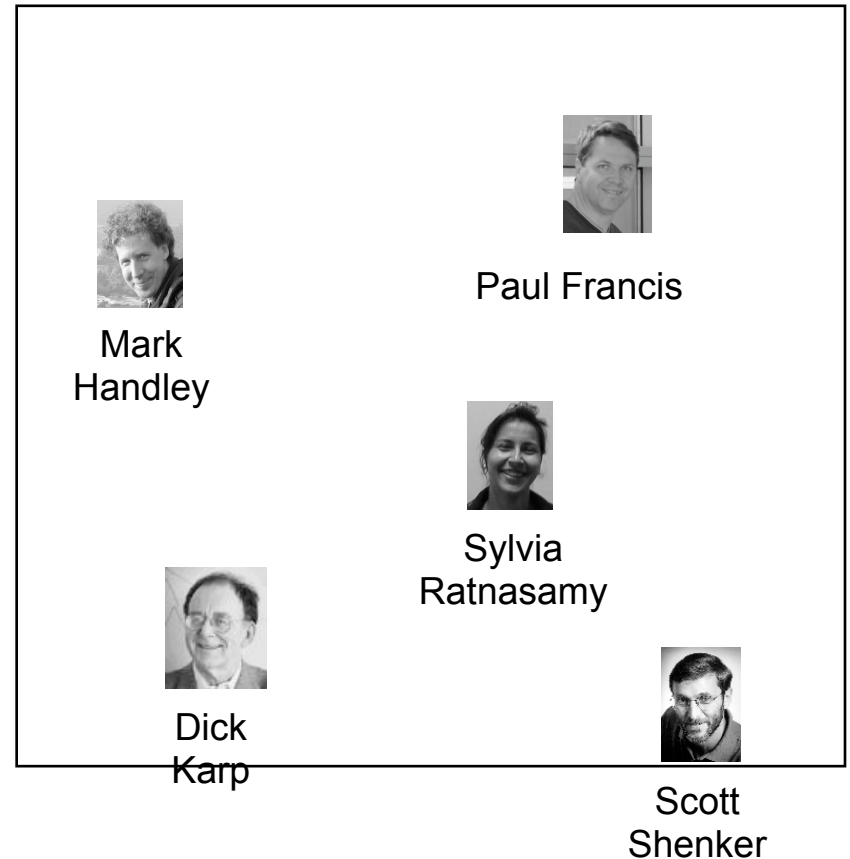 Paul Francis
Mark
Handley
Sylvia
Ratnasamy
Dick
Karp
Scott
Shenker